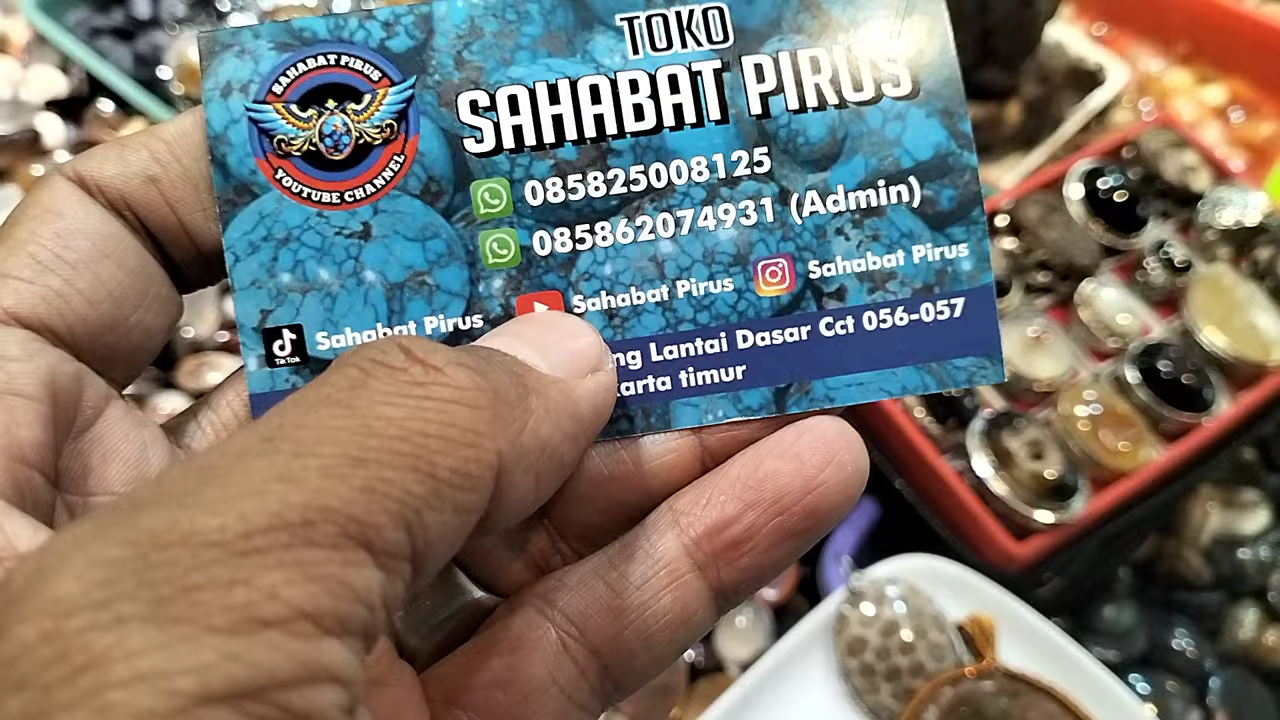 TOKO
SAHABAT PIRUS
SAHABAT PIRUS
YOUTUBE CHANNEL
085825008125
085862074931 (Admin)
TikTok
Sahabat Pirus
Sahabat Pirus
Sahabat Pirus
Lantai Dasar Cct 056-057
timur